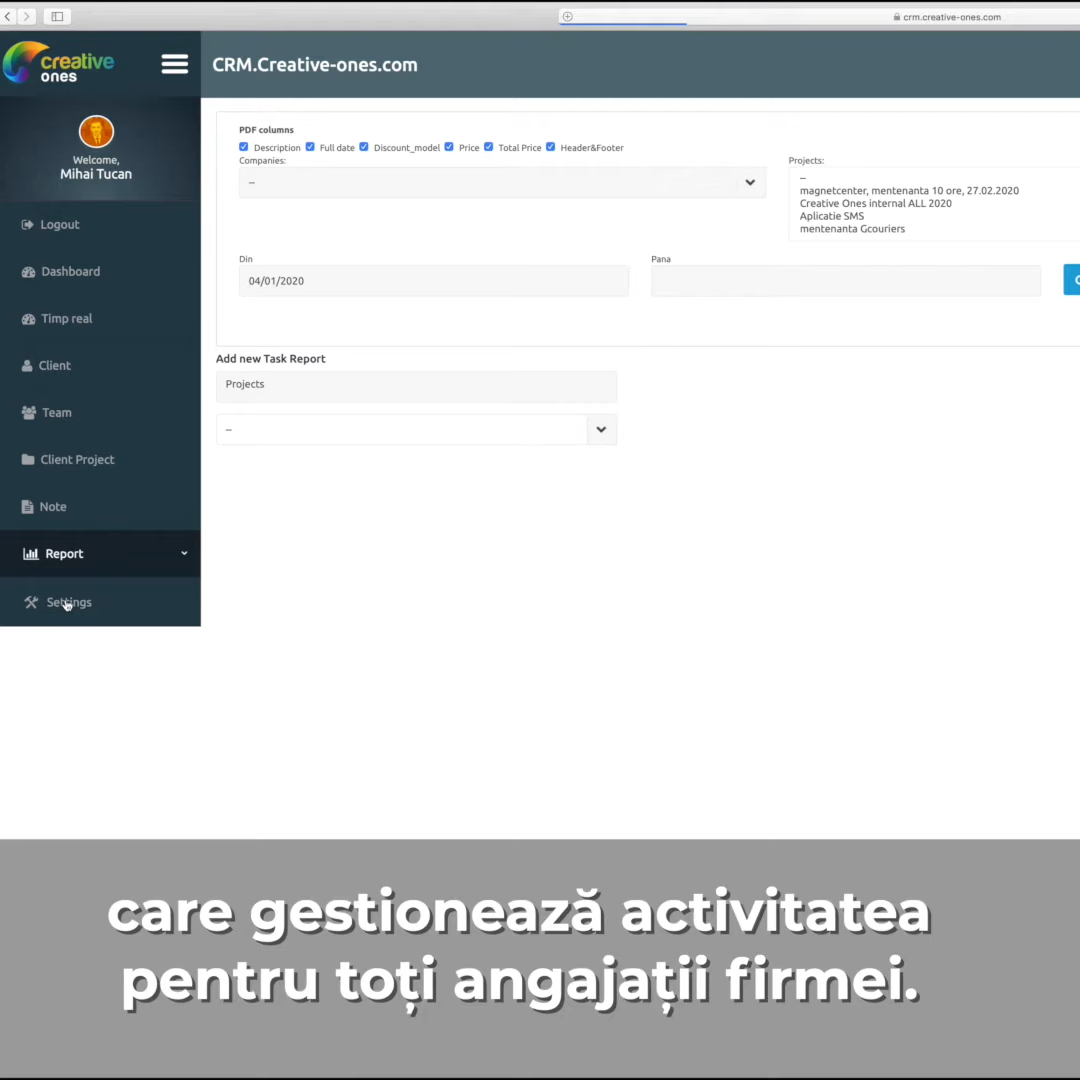 crm.creative-ones.com
creative
ones
CRM.Creative-ones.com
Welcome,
Mihai Tucan
Logout
Dashboard
Timp real
Client
Team
Client Project
Note
Report
Settings
PDF columns
Description Full date Discount_model Price Total Price Header&Footer
Companies:
--
Projects:
--
magnetcenter, mentenanta 10 ore, 27.02.2020
Creative Ones internal ALL 2020
Aplicatie SMS
mentenanta Gcouriers
Din
04/01/2020
Pana
Add new Task Report
Projects
--
care gestionează activitatea
pentru toți angajații firmei.